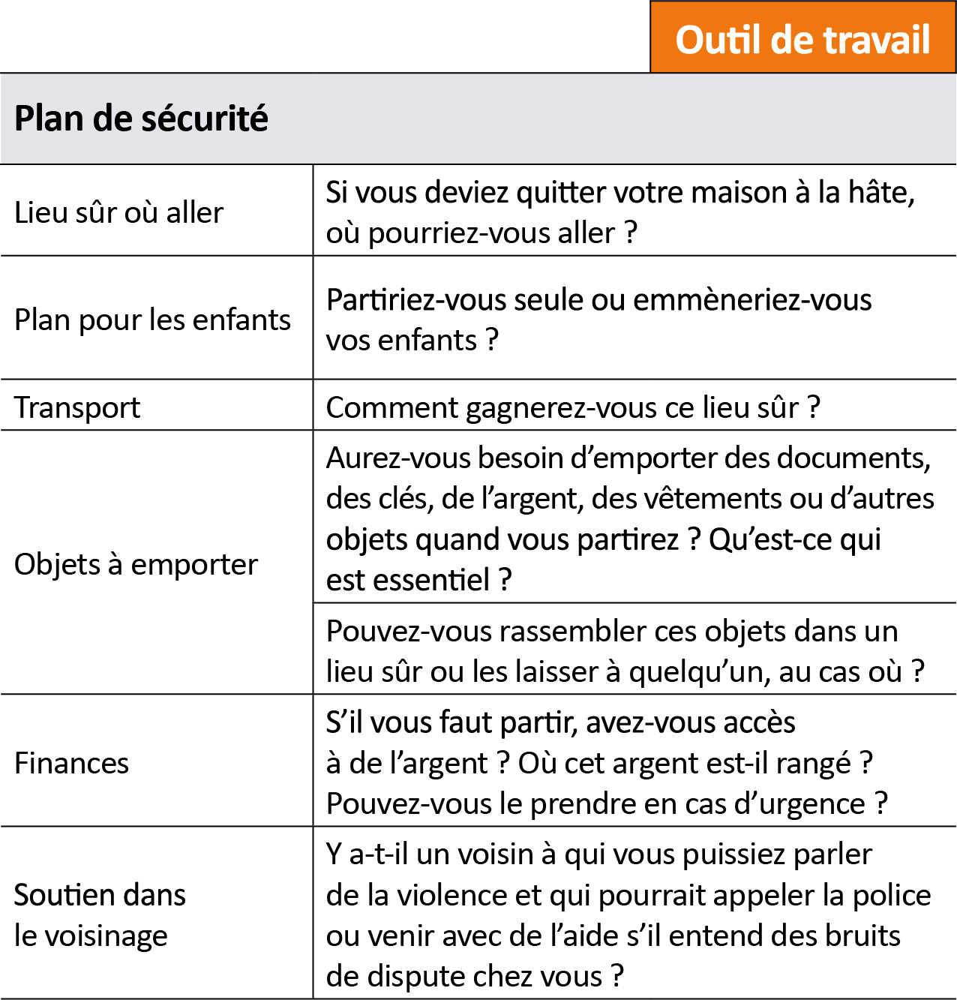 Outil de travail
Plan de sécurité
Lieu sûr où aller
Si vous deviez quitter votre maison à la hâte,
où pourriez-vous aller ?
Plan pour les enfants
Partiriez-vous seule ou emmèneriez-vous
vos enfants ?
Transport
Comment gagnerez-vous ce lieu sûr ?
Objets à emporter
Aurez-vous besoin d’emporter des documents,
des clés, de l’argent, des vêtements ou d’autres
objets quand vous partirez ? Qu’est-ce qui
est essentiel ?
Pouvez-vous rassembler ces objets dans un
lieu sûr ou les laisser à quelqu’un, au cas où ?
Finances
S’il vous faut partir, avez-vous accès
à de l’argent ? Où cet argent est-il rangé ?
Pouvez-vous le prendre en cas d’urgence ?
Soutien dans
le voisinage
Y a-t-il un voisin à qui vous puissiez parler
de la violence et qui pourrait appeler la police
ou venir avec de l’aide s’il entend des bruits
de dispute chez vous ?